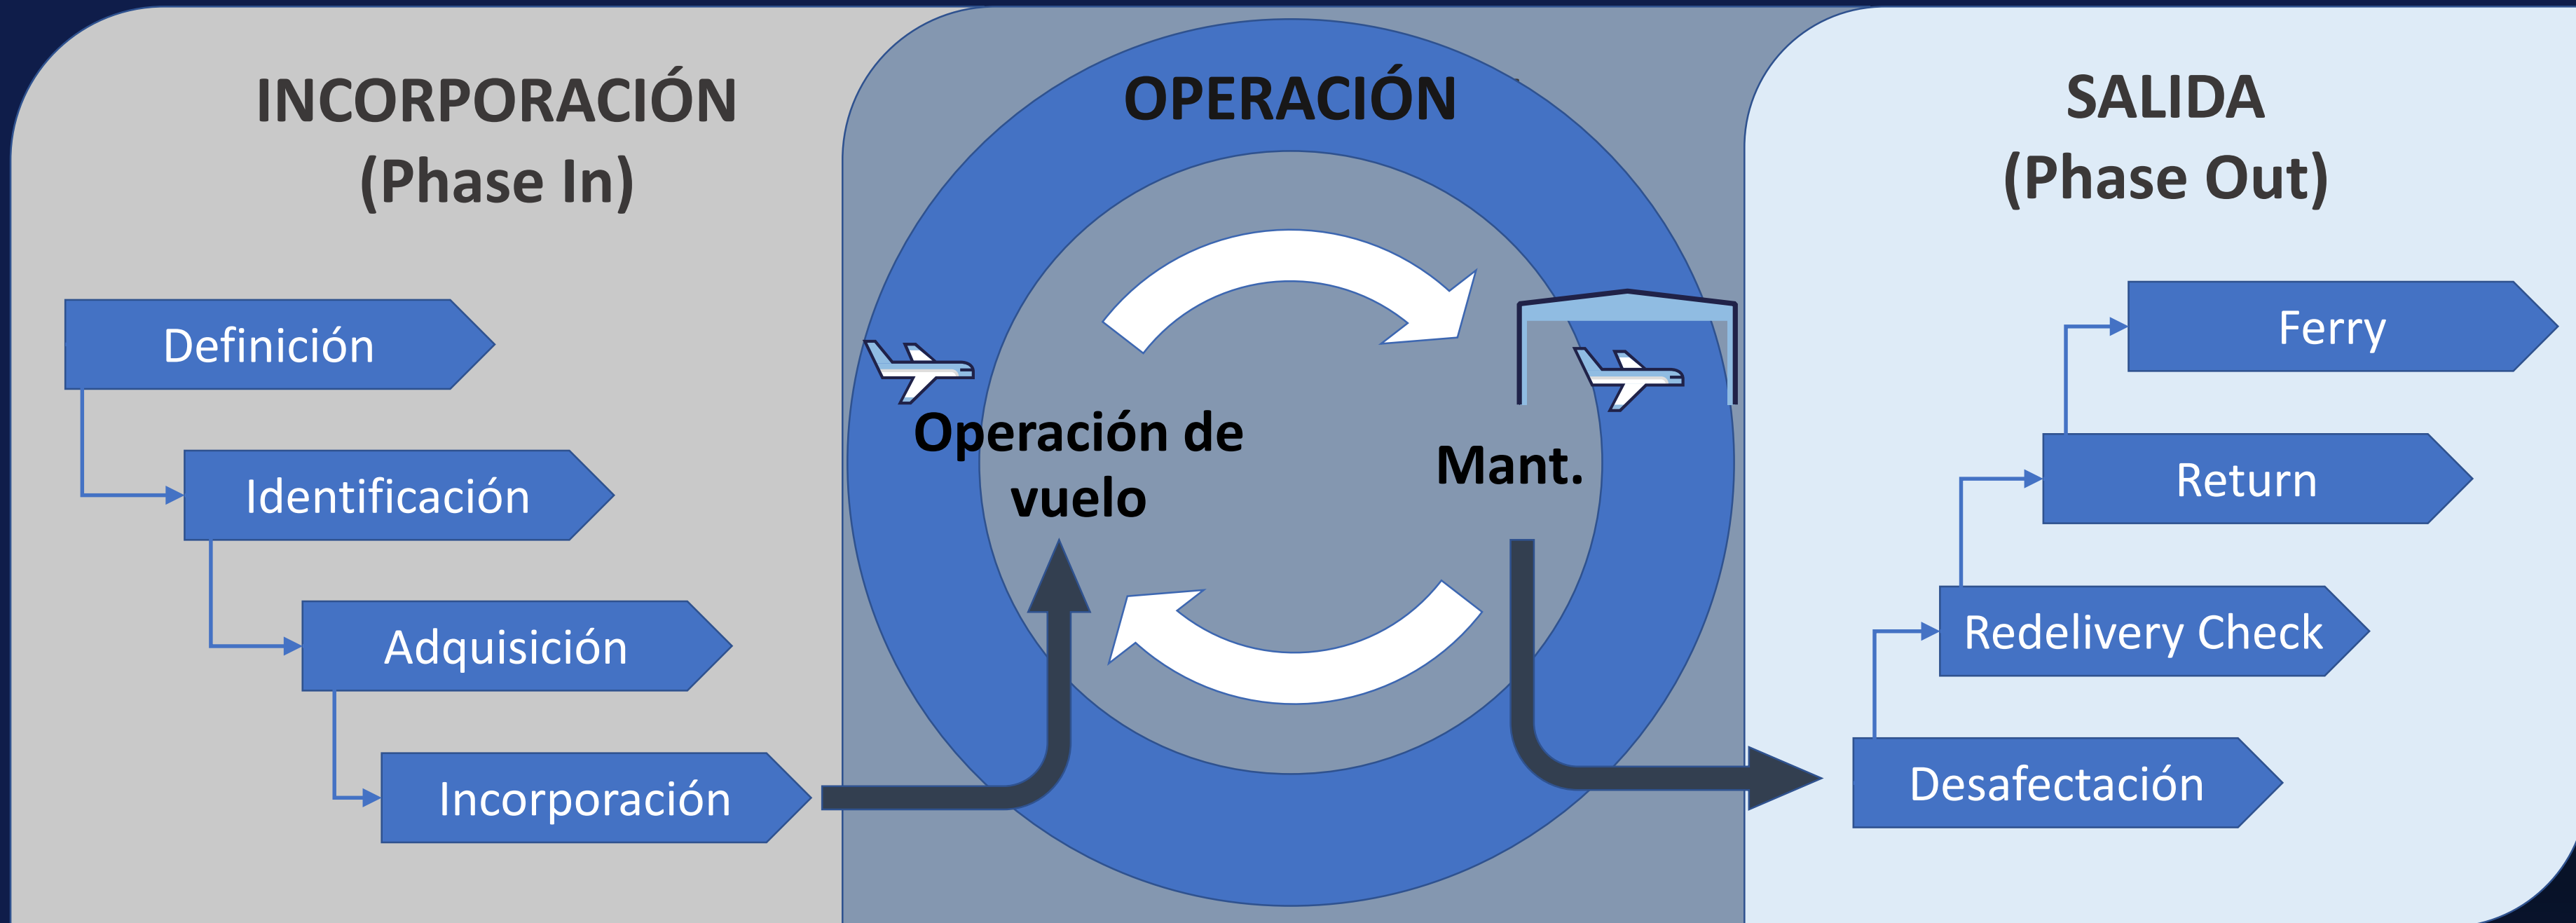 INCORPORACIÓN
(Phase In)
Definición
Identificación
Adquisición
Incorporación
OPERACIÓN
Operación de
vuelo
Mant.
SALIDA
(Phase Out)
Ferry
Return
Redelivery Check
Desafectación